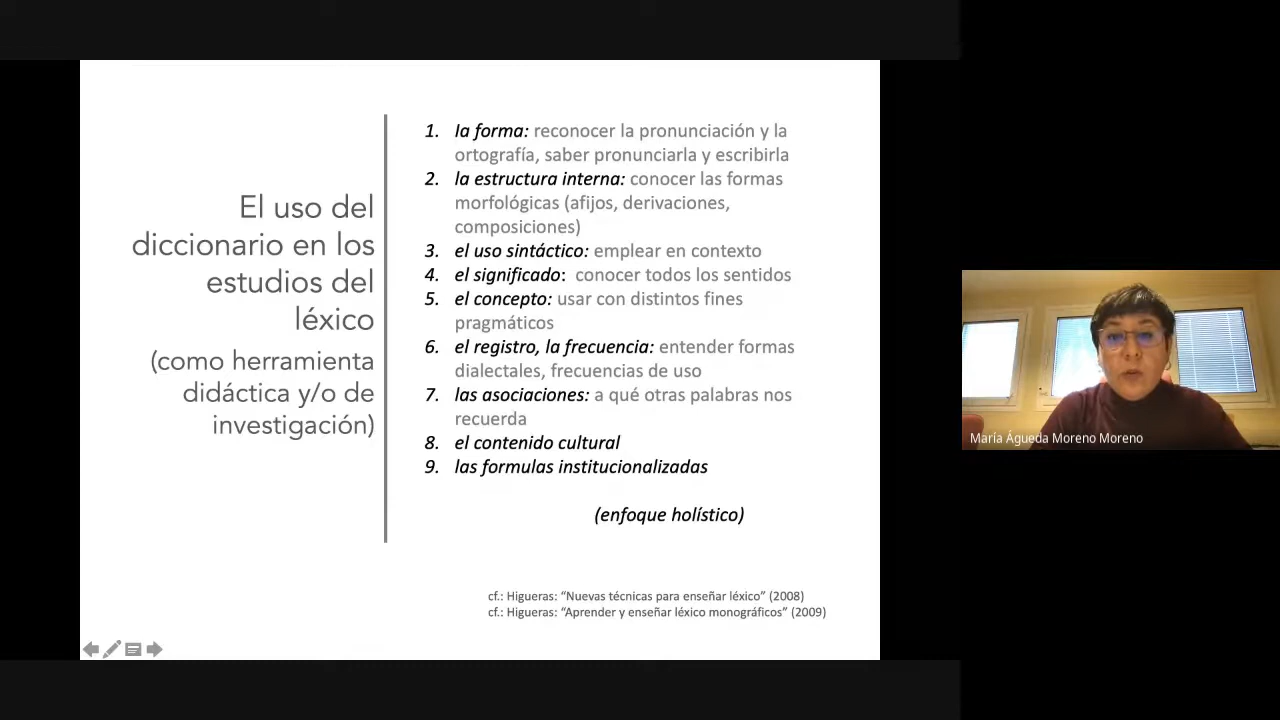 El uso del
diccionario en los
estudios del
léxico
(como herramienta
didáctica y/o de
investigación)
1. la forma: reconocer la pronunciación y la
ortografía, saber pronunciarla y escribirla
2. la estructura interna: conocer las formas
morfológicas (afijos, derivaciones,
composiciones)
3. el uso sintáctico: emplear en contexto
4. el significado: conocer todos los sentidos
5. el concepto: usar con distintos fines
pragmáticos
6. el registro, la frecuencia: entender formas
dialectales, frecuencias de uso
7. las asociaciones: a qué otras palabras nos
recuerda
8. el contenido cultural
9. las formulas institucionalizadas
(enfoque holístico)
cf.: Higueras: “Nuevas técnicas para enseñar léxico” (2008)
cf.: Higueras: “Aprender y enseñar léxico monográficos” (2009)
María Águeda Moreno Moreno